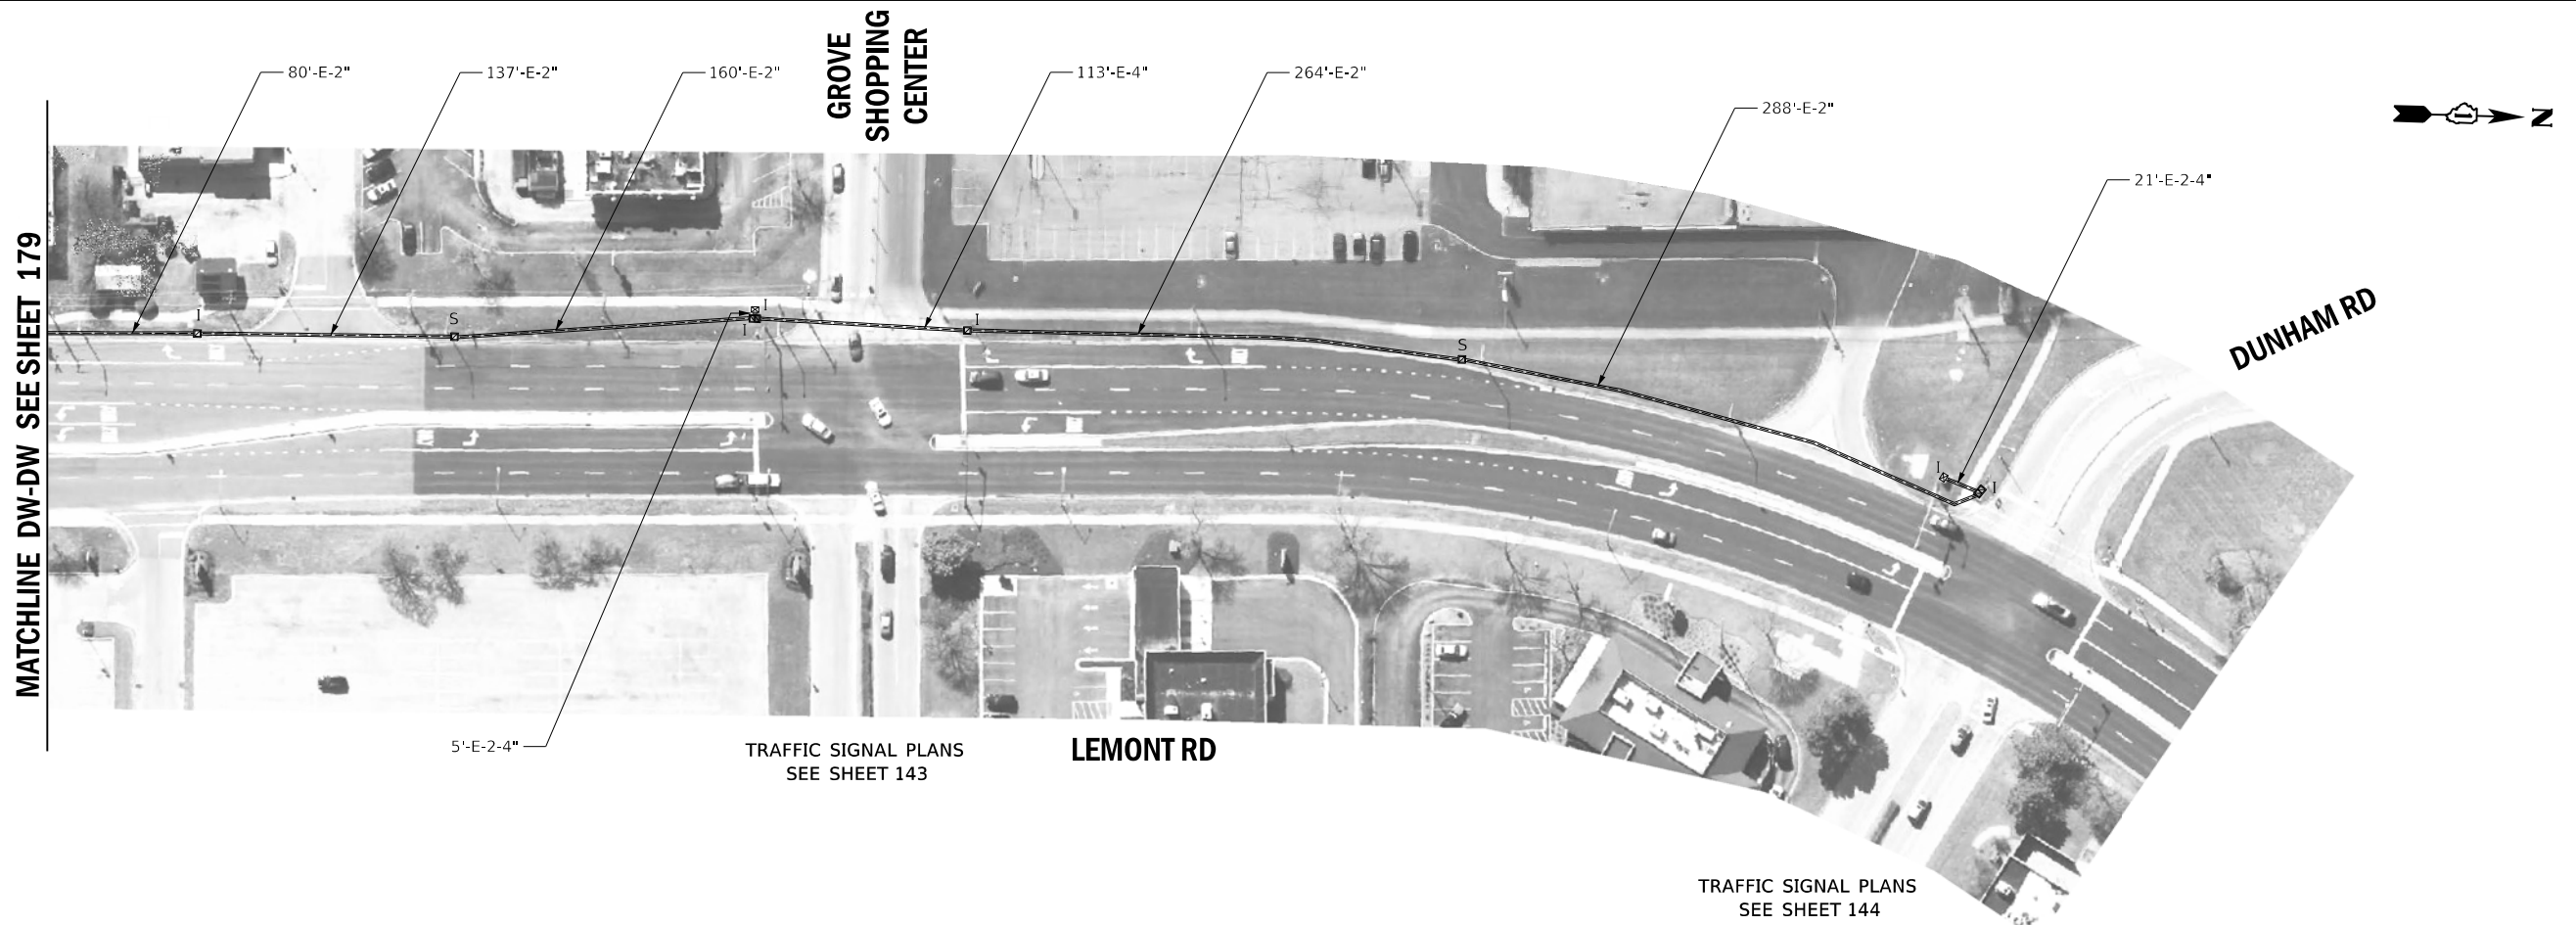 GROVE
SHOPPING
CENTER
80'-E-2"
137'-E-2"
160'-E-2"
113'-E-4"
264'-E-2"
288'-E-2"
21'-E-2-4"
N
MATCHLINE DW-DW SEE SHEET 179
DUNHAM RD
I
S
I
I
I
S
I
I
5'-E-2-4"
TRAFFIC SIGNAL PLANS
SEE SHEET 143
LEMONT RD
TRAFFIC SIGNAL PLANS
SEE SHEET 144